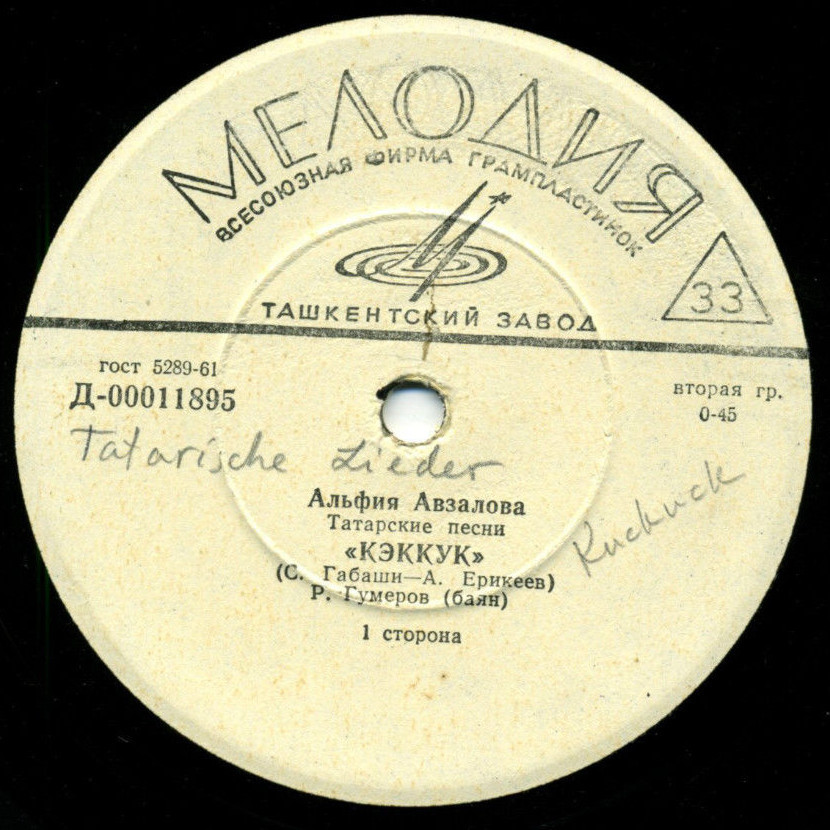 МЕЛОДИЯ
ВСЕСОЮЗНАЯ ФИРМА ГРАМПЛАСТИНОК
33
ТАШКЕНТСКИЙ ЗАВОД
гост 5289-61
Д-00011895
вторая гр.
0-45
Tatarische Lieder
Kuckuck
Альфия Авзалова
Татарские песни
«КЭККУК»
(С. Габаши—А. Ерикеев)
Р. Гумеров (баян)
1 сторона